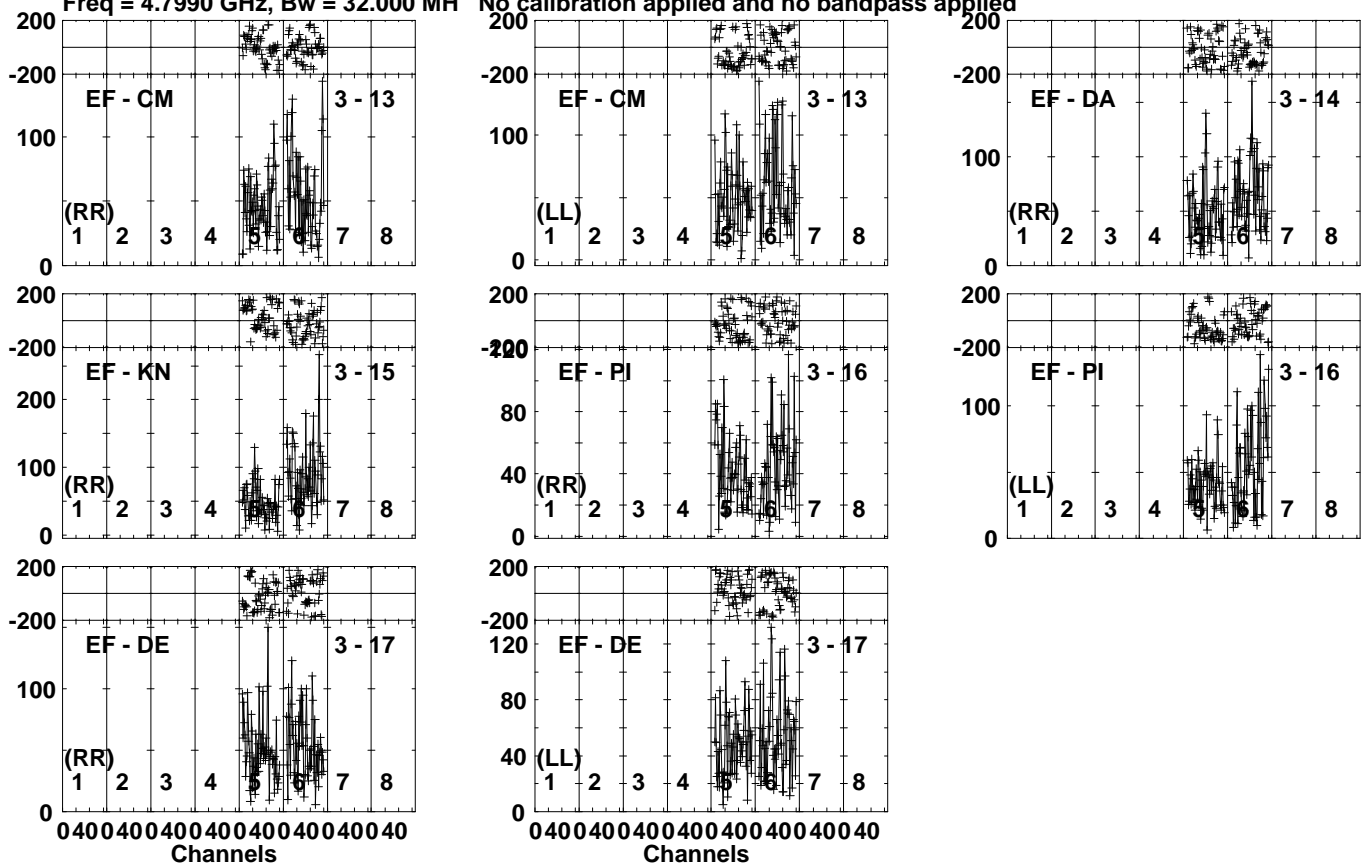 Freq = 4.7990 GHz, Bw = 32.000 MH No calibration applied and no bandpass applied
200 200 200
-200 -200 -200
EF - CM 3 - 13 EF - CM 3 - 13 EF - DA 3 - 14
100 100 100
(RR) (LL) (RR)
1 2 3 4 5 6 7 8 1 2 3 4 5 6 7 8 1 2 3 4 5 6 7 8
0 0 0
200 200 200
-200 -200 120 -200
EF - KN 3 - 15 EF - PI 3 - 16 EF - PI 3 - 16
200 80 100
100 40
(RR) (RR) (LL)
1 2 3 4 5 6 7 8 1 2 3 4 5 6 7 8 1 2 3 4 5 6 7 8
0 0 0
200 200
-200 -200
EF - DE 3 - 17 EF - DE 3 - 17
120
100 80
40
(RR) (LL)
1 2 3 4 5 6 7 8 1 2 3 4 5 6 7 8
0 0
0 40 0 40 0 40 0 40 0 40 0 40 0 40 0 40 0 40 0 40 0 40 0 40 0 40 0 40 0 40 0 40
Channels Channels